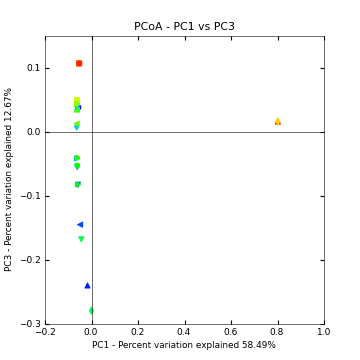 PCoA - PC1 vs PC3
PC3 - Percent variation explained 12.67%
0.1
0.0
−0.1
−0.2
−0.3
−0.2 0.0 0.2 0.4 0.6 0.8 1.0
PC1 - Percent variation explained 58.49%